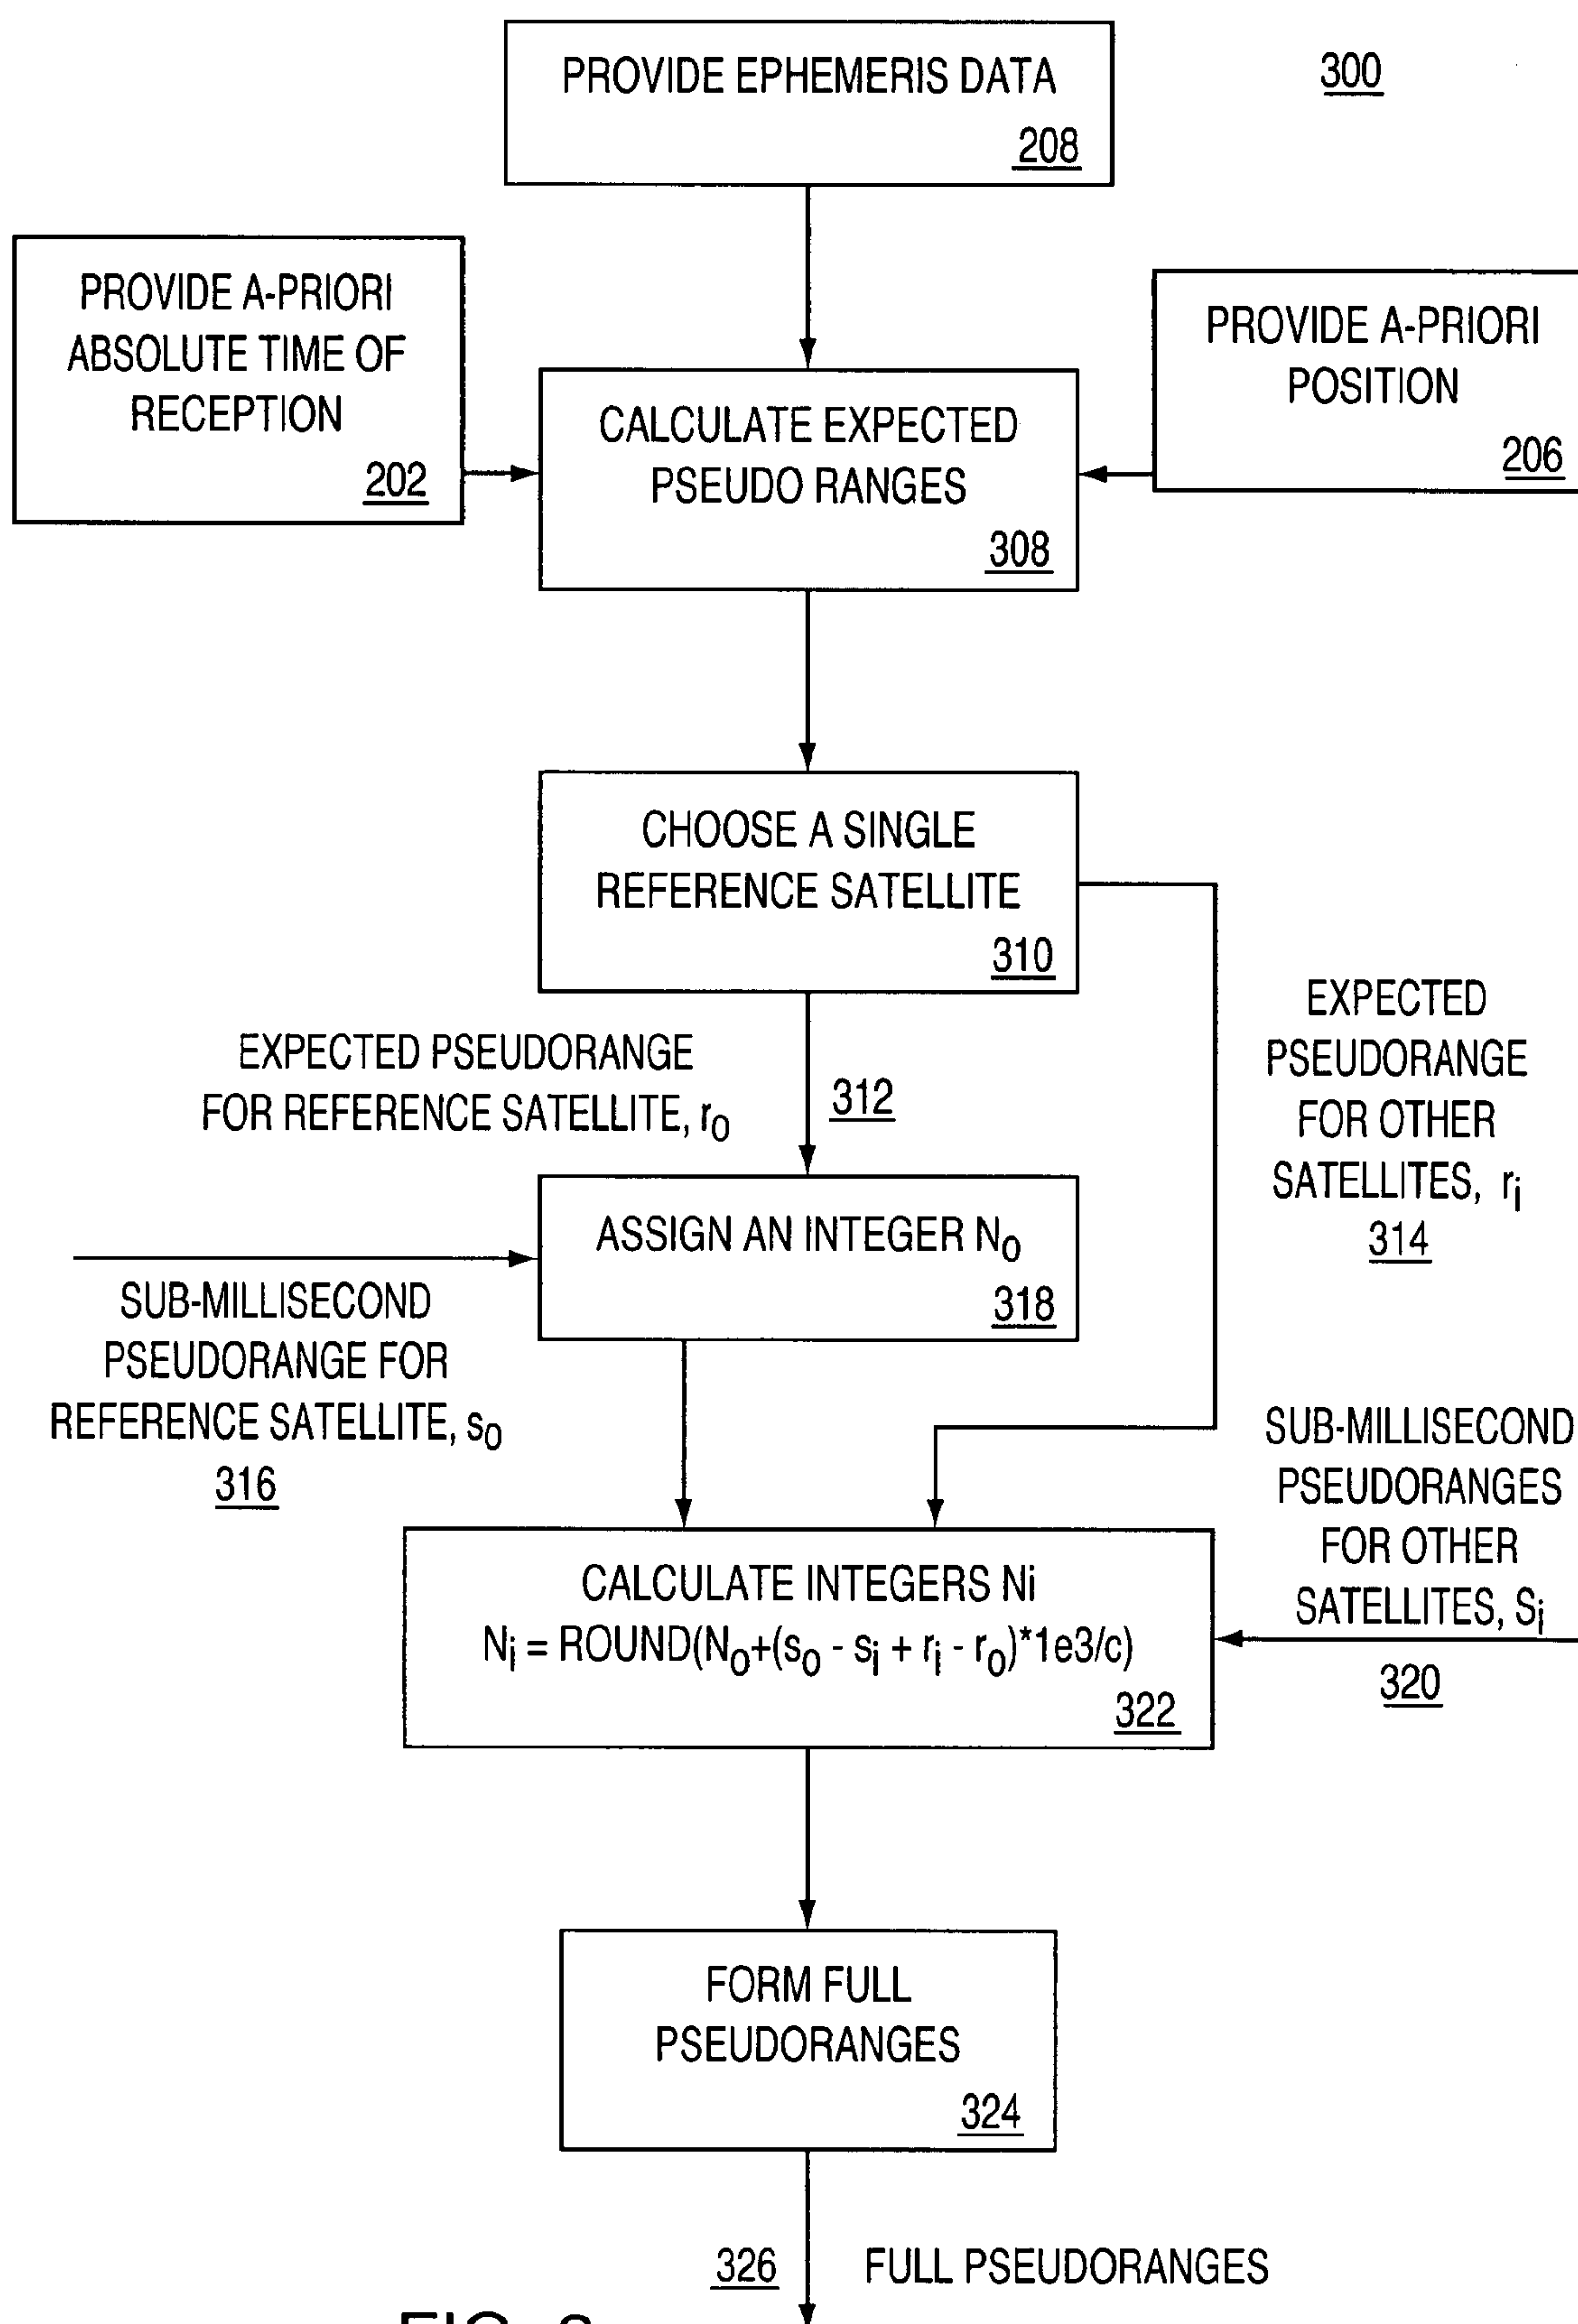 PROVIDE EPHEMERIS DATA
208
300
PROVIDE A-PRIORI
ABSOLUTE TIME OF
RECEPTION
202
PROVIDE A-PRIORI
POSITION
206
CALCULATE EXPECTED
PSEUDO RANGES
308
CHOOSE A SINGLE
REFERENCE SATELLITE
310
EXPECTED PSEUDORANGE
FOR REFERENCE SATELLITE, r₀
312
EXPECTED
PSEUDORANGE
FOR OTHER
SATELLITES, rᵢ
314
ASSIGN AN INTEGER N₀
318
SUB-MILLISECOND
PSEUDORANGE FOR
REFERENCE SATELLITE, s₀
316
SUB-MILLISECOND
PSEUDORANGES
FOR OTHER
SATELLITES, Sᵢ
320
CALCULATE INTEGERS Ni
Nᵢ = ROUND(N₀+(s₀ - sᵢ + rᵢ - r₀)*1e3/c)
322
FORM FULL
PSEUDORANGES
324
326
FULL PSEUDORANGES